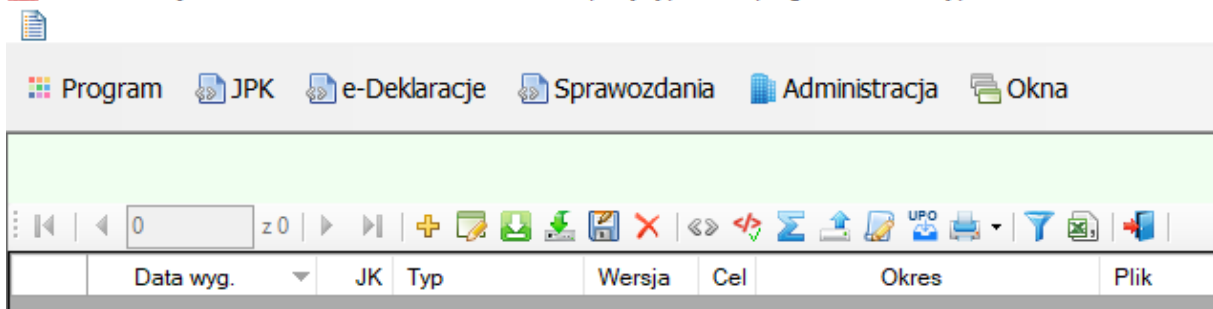 Program JPK e-Deklaracje Sprawozdania Administracja Okna
0 z 0 UPO
Data wyg. JK Typ Wersja Cel Okres Plik